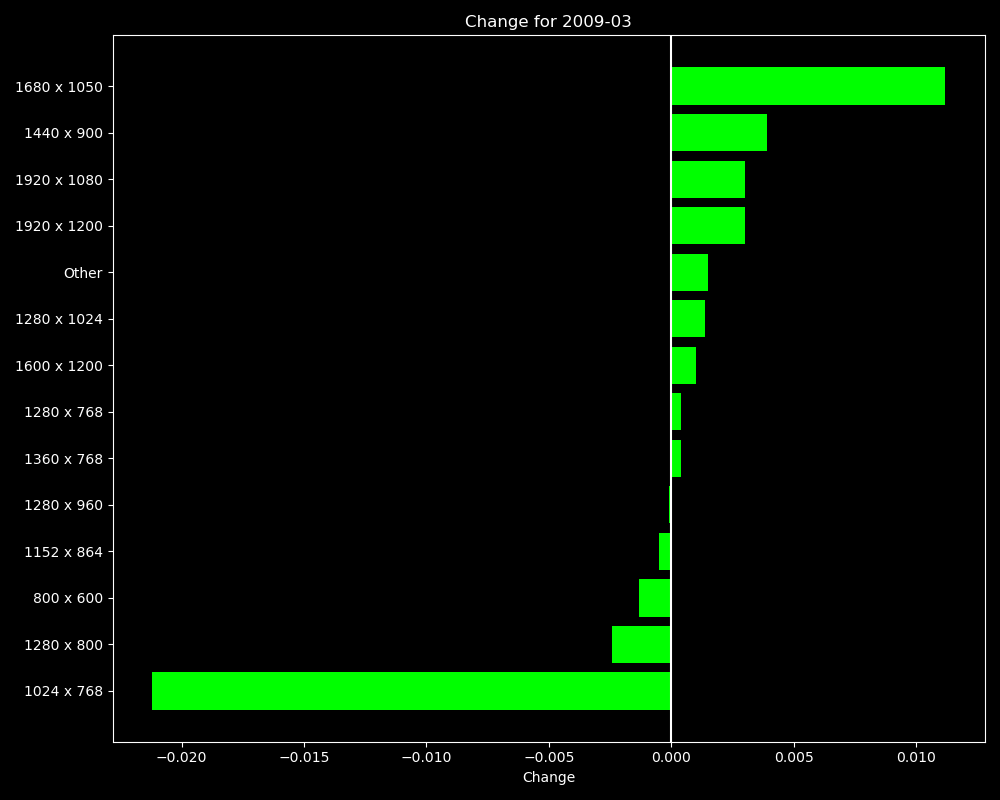 Change for 2009-03
1680 x 1050
1440 x 900
1920 x 1080
1920 x 1200
Other
1280 x 1024
1600 x 1200
1280 x 768
1360 x 768
1280 x 960
1152 x 864
800 x 600
1280 x 800
1024 x 768
−0.020 −0.015 −0.010 −0.005 0.000 0.005 0.010
Change